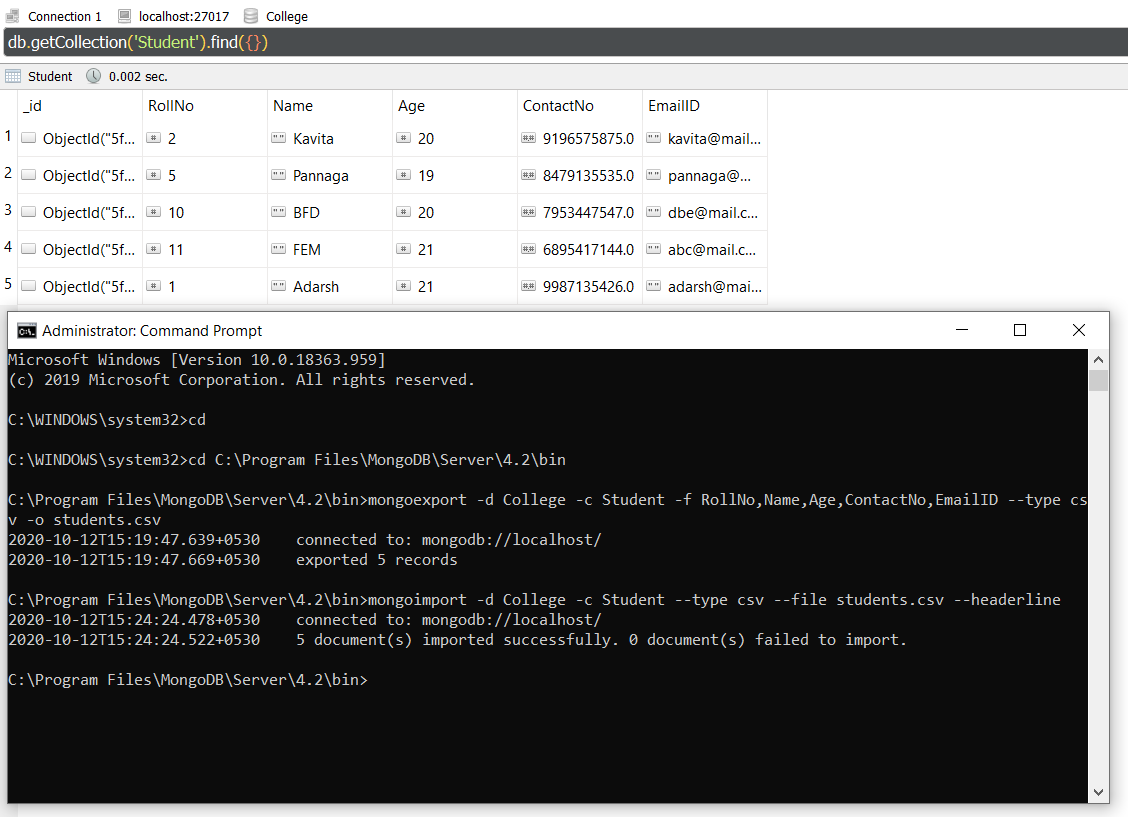 Connection 1 localhost:27017 College
db.getCollection('Student').find({})
Student 0.002 sec.
_id RollNo Name Age ContactNo EmailID
1 ObjectId("5f... # 2 "" Kavita # 20 ## 9196575875.0 "" kavita@mail...
2 ObjectId("5f... # 5 "" Pannaga # 19 ## 8479135535.0 "" pannaga@...
3 ObjectId("5f... # 10 "" BFD # 20 ## 7953447547.0 "" dbe@mail.c...
4 ObjectId("5f... # 11 "" FEM # 21 ## 6895417144.0 "" abc@mail.c...
5 ObjectId("5f... # 1 "" Adarsh # 21 ## 9987135426.0 "" adarsh@mai...
C:\. Administrator: Command Prompt
Microsoft Windows [Version 10.0.18363.959]
(c) 2019 Microsoft Corporation. All rights reserved.
C:\WINDOWS\system32>cd
C:\WINDOWS\system32>cd C:\Program Files\MongoDB\Server\4.2\bin
C:\Program Files\MongoDB\Server\4.2\bin>mongoexport -d College -c Student -f RollNo,Name,Age,ContactNo,EmailID --type cs
v -o students.csv
2020-10-12T15:19:47.639+0530 connected to: mongodb://localhost/
2020-10-12T15:19:47.669+0530 exported 5 records
C:\Program Files\MongoDB\Server\4.2\bin>mongoimport -d College -c Student --type csv --file students.csv --headerline
2020-10-12T15:24:24.478+0530 connected to: mongodb://localhost/
2020-10-12T15:24:24.522+0530 5 document(s) imported successfully. 0 document(s) failed to import.
C:\Program Files\MongoDB\Server\4.2\bin>